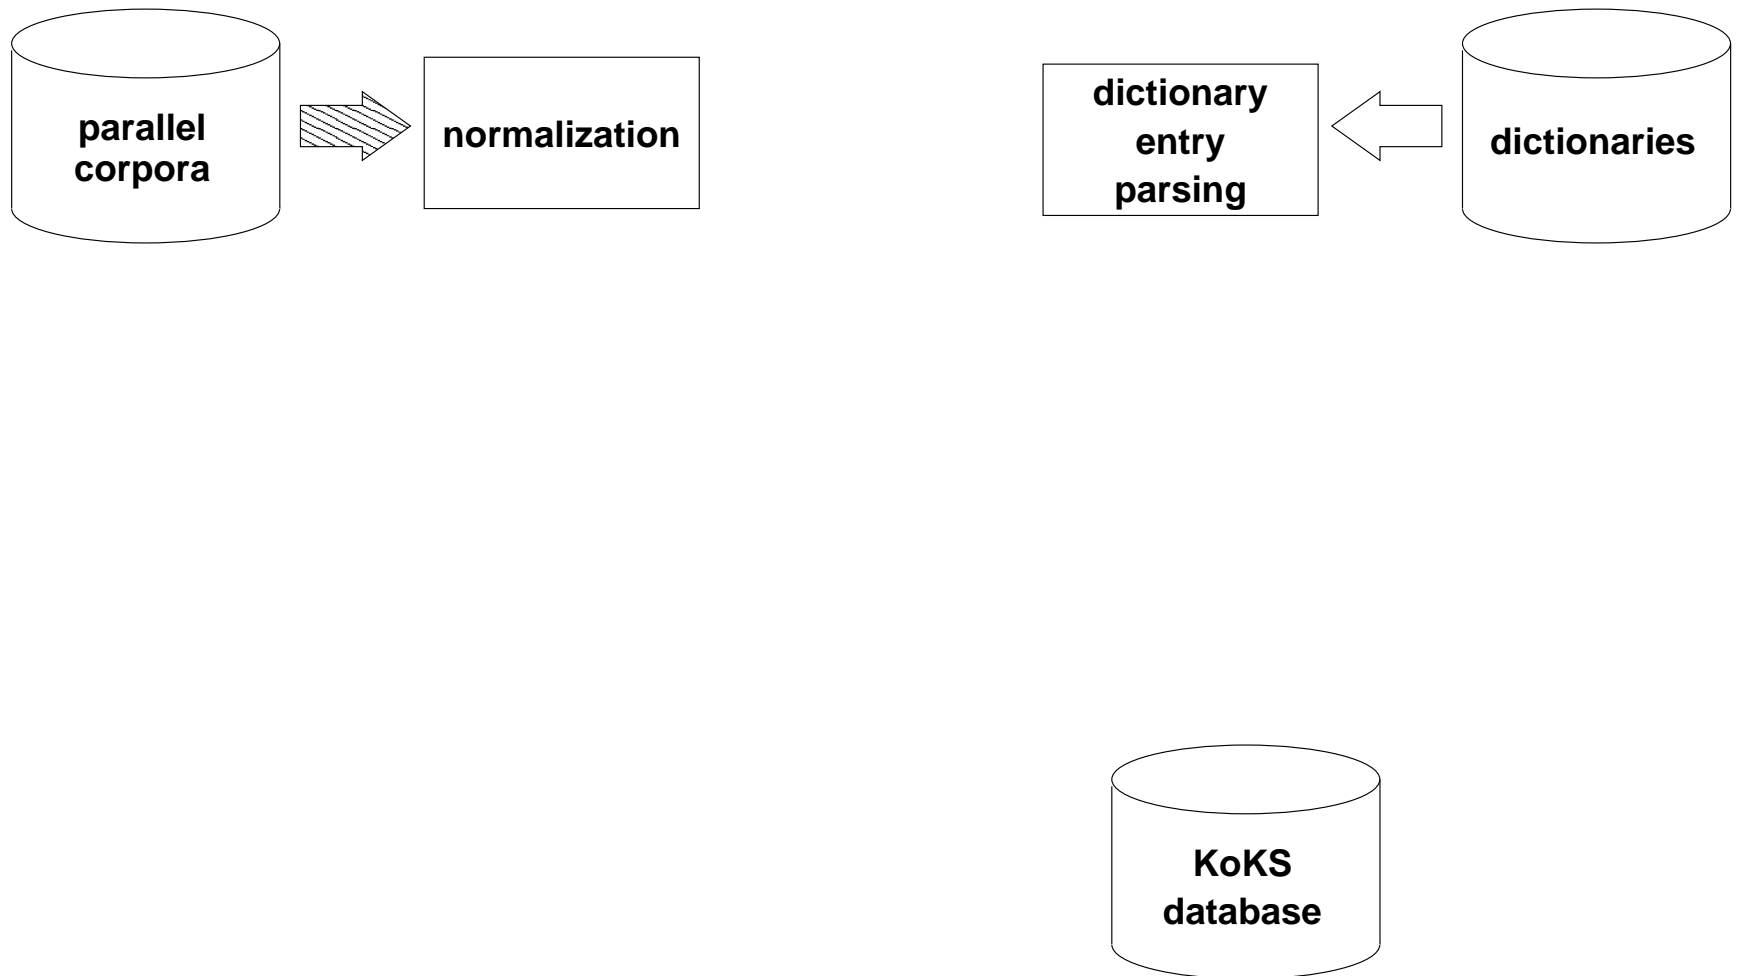 parallel
corpora
normalization
dictionary
entry
parsing
dictionaries
KoKS
database